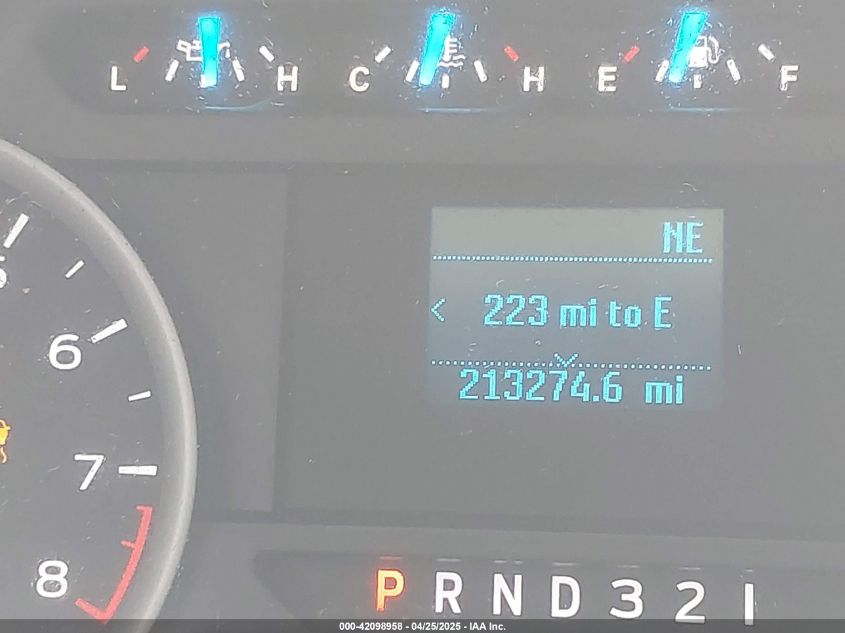 L H C H E F
NE
< 223 mi to E
213274.6 mi
5
6
7
8
P R N D 3 2 1
000-42098958 - 04/25/2025 - IAA Inc.